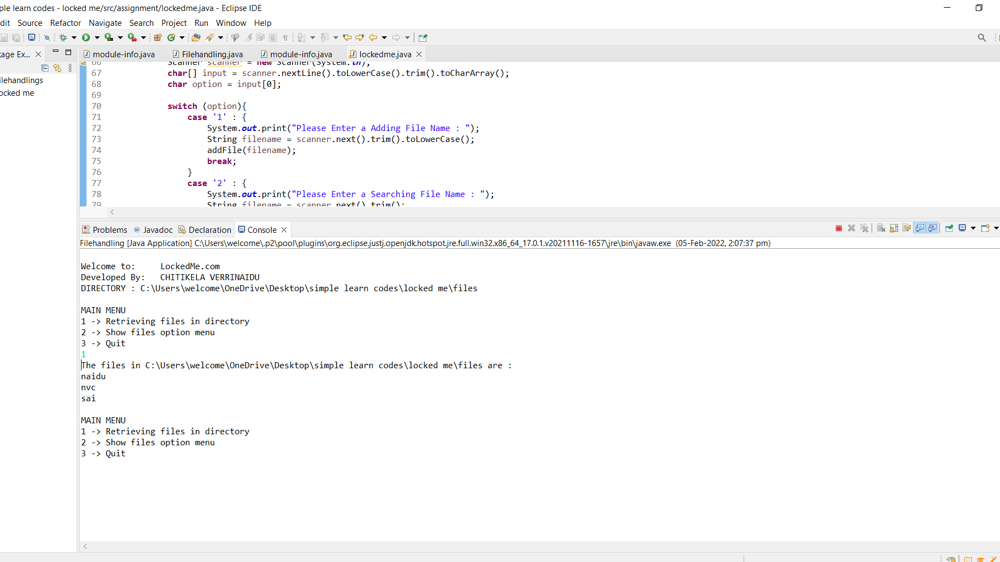 ple learn codes - locked me/src/assignment/lockedme.java - Eclipse IDE
dit Source Refactor Navigate Search Project Run Window Help
kage Ex... module-info.java Filehandling.java module-info.java lockedme.java
ilehandlings
ocked me
66 Scanner scanner = new Scanner(System.in);
67 char[] input = scanner.nextLine().toLowerCase().trim().toCharArray();
68 char option = input[0];
69
70 switch (option){
71 case '1' : {
72 System.out.print("Please Enter a Adding File Name : ");
73 String filename = scanner.next().trim().toLowerCase();
74 addFile(filename);
75 break;
76 }
77 case '2' : {
78 System.out.print("Please Enter a Searching File Name : ");
79 String filename = scanner.next().trim();
Problems @ Javadoc Declaration Console
Filehandling [Java Application] C:\Users\welcome\.p2\pool\plugins\org.eclipse.justj.openjdk.hotspot.jre.full.win32.x86_64_17.0.1.v20211116-1657\jre\bin\javaw.exe (05-Feb-2022, 2:07:37 pm)
Welcome to: LockedMe.com
Developed By: CHITIKELA VERRINAIDU
DIRECTORY : C:\Users\welcome\OneDrive\Desktop\simple learn codes\locked me\files
MAIN MENU
1 -> Retrieving files in directory
2 -> Show files option menu
3 -> Quit
1
The files in C:\Users\welcome\OneDrive\Desktop\simple learn codes\locked me\files are :
naidu
nvc
sai
MAIN MENU
1 -> Retrieving files in directory
2 -> Show files option menu
3 -> Quit